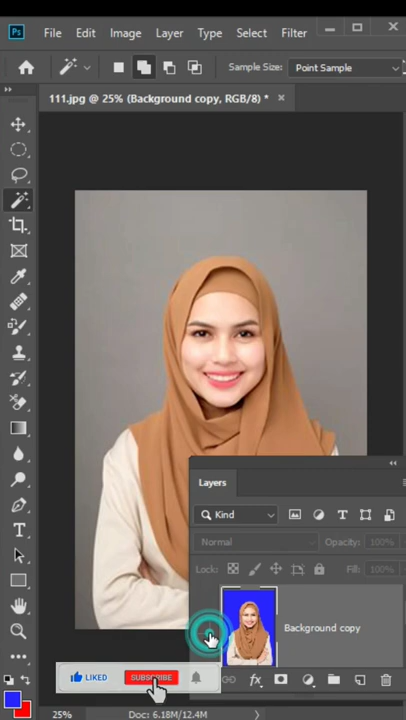 Ps File Edit Image Layer Type Select Filter
Sample Size: Point Sample
111.jpg @ 25% (Background copy, RGB/8) *
Layers
Kind
Normal Opacity: 100%
Lock: Fill: 100%
Background copy
LIKED SUBSCRIBE
25% Doc: 6.18M/12.4M